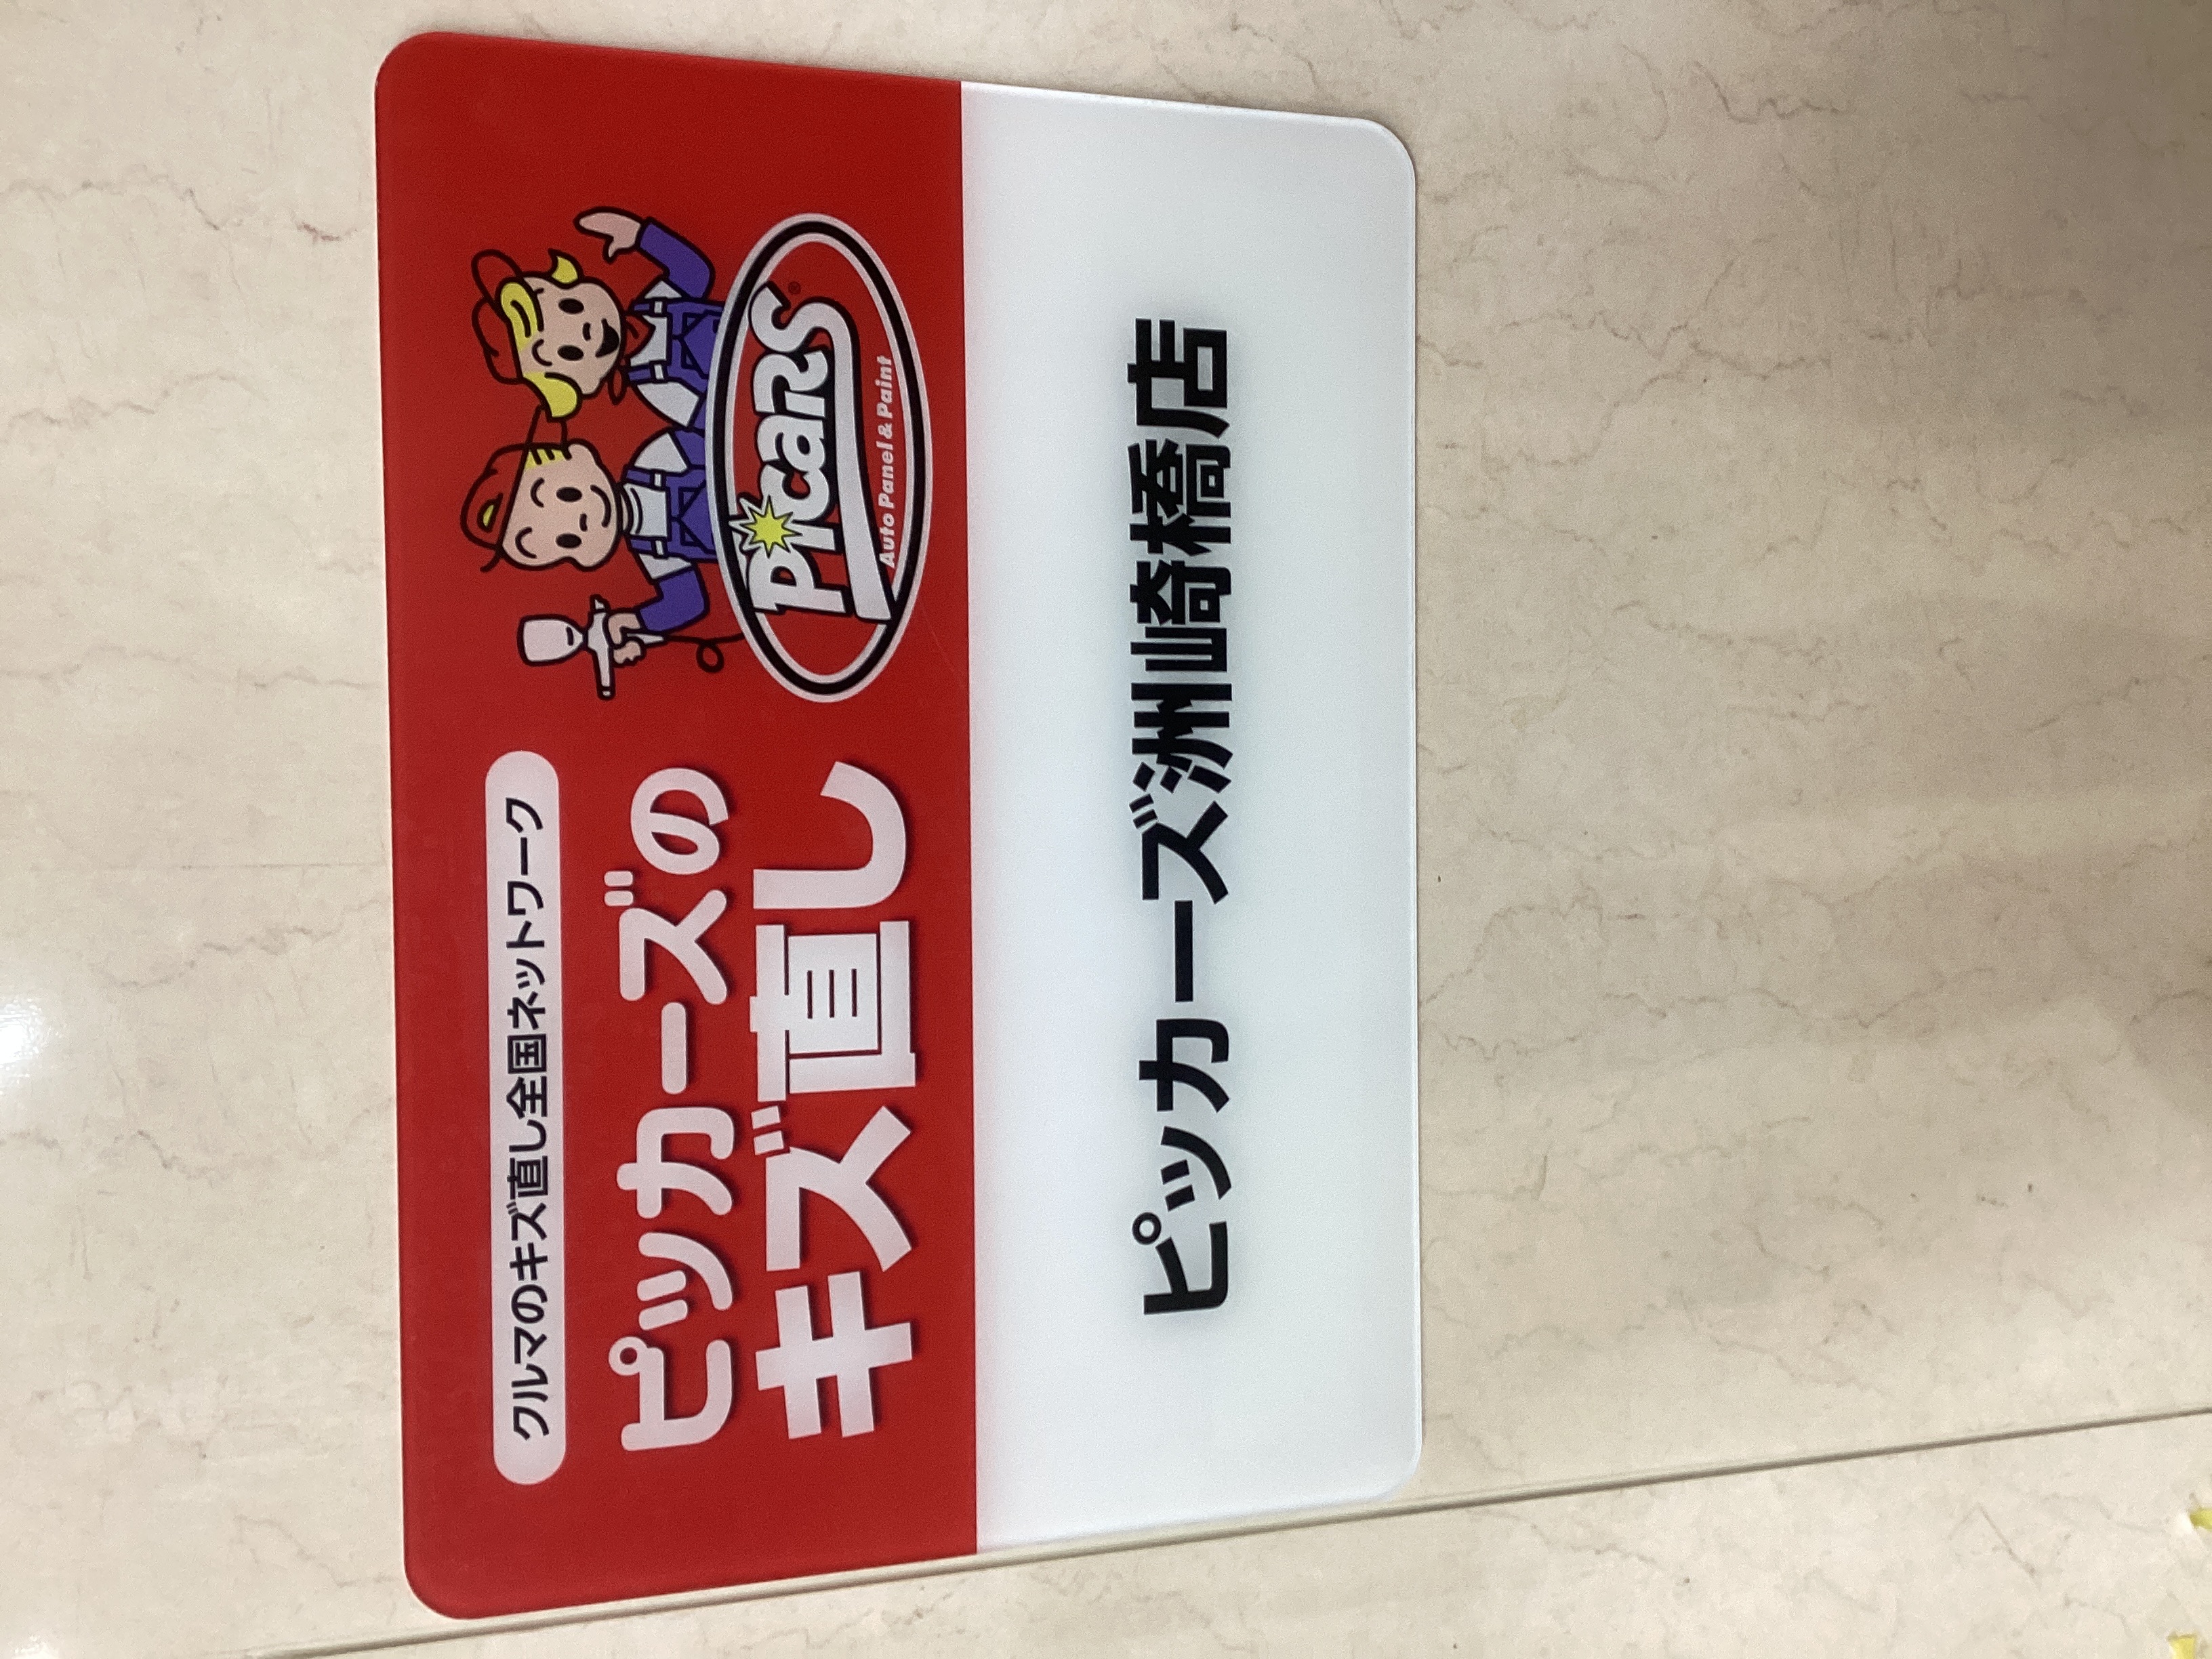 クルマのキズ直し全国ネットワーク
ピッカーズの
キズ直し
Picars®
Auto Panel & Paint
ピッカーズ洲崎橋店